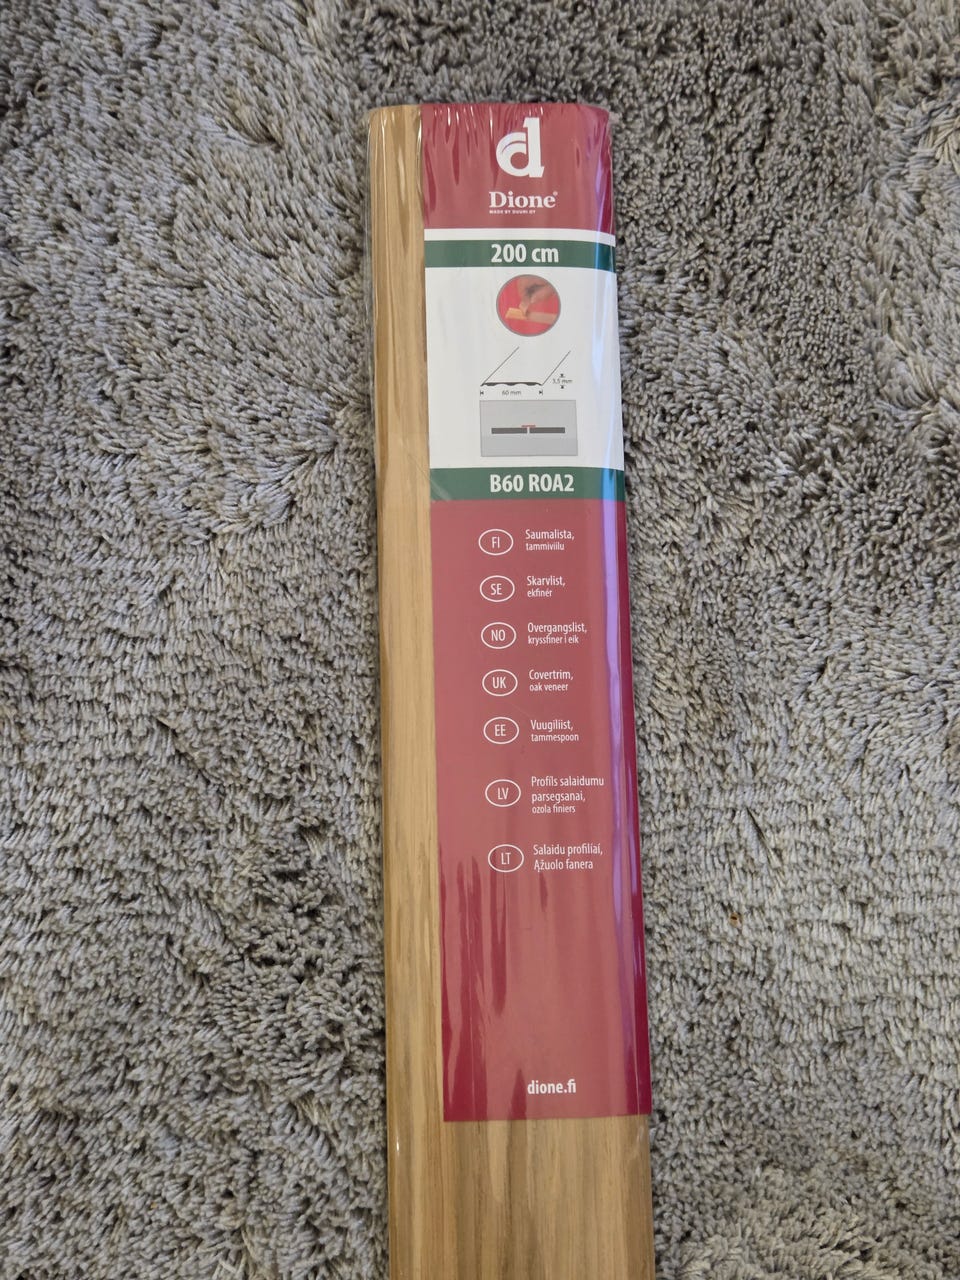 d
Dione®
MADE BY DUURI OY
200 cm
3,5 mm
60 mm
B60 ROA2
FI Saumalista,
tammiviilu
SE Skarvlist,
ekfinér
NO Overgangslist,
kryssfiner i eik
UK Covertrim,
oak veneer
EE Vuugiliist,
tammespoon
LV Profils salaidumu
parsegsanai,
ozola finiers
LT Salaidu profiliaí,
Ąžuolo fanera
dione.fi